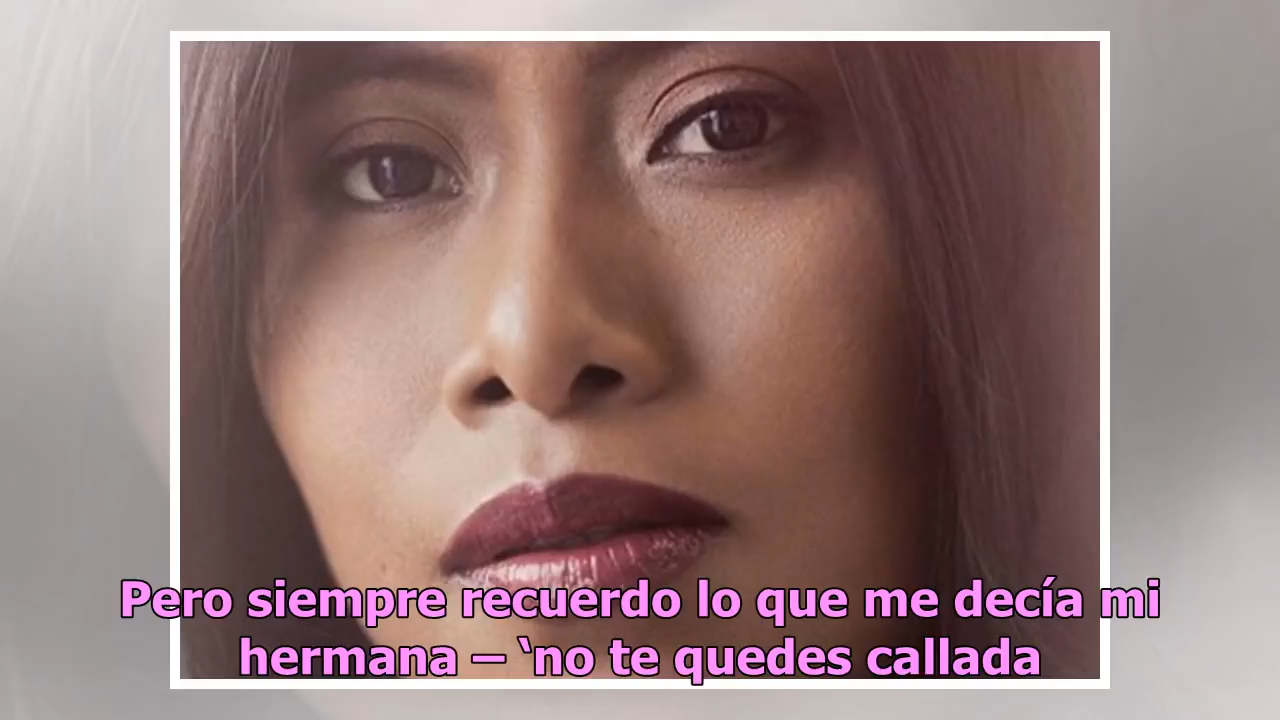 Pero siempre recuerdo lo que me decía mi
hermana – ‘no te quedes callada